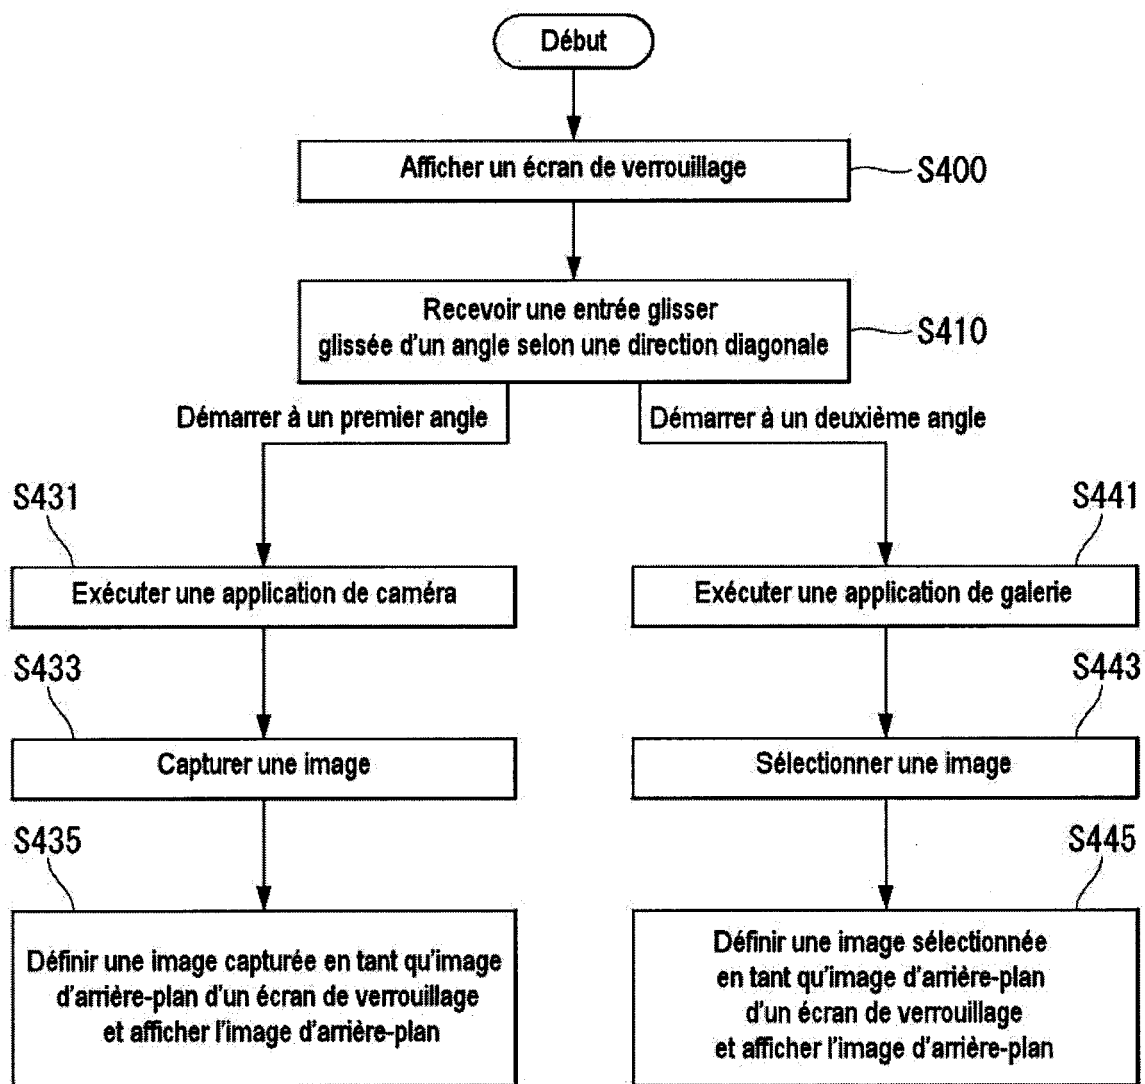 Début
Afficher un écran de verrouillage
S400
Recevoir une entrée glisser
glissée d'un angle selon une direction diagonale
S410
Démarrer à un premier angle
Démarrer à un deuxième angle
S431
Exécuter une application de caméra
S441
Exécuter une application de galerie
S433
Capturer une image
S443
Sélectionner une image
S435
Définir une image capturée en tant qu'image
d'arrière-plan d'un écran de verrouillage
et afficher l'image d'arrière-plan
S445
Définir une image sélectionnée
en tant qu'image d'arrière-plan
d'un écran de verrouillage
et afficher l'image d'arrière-plan